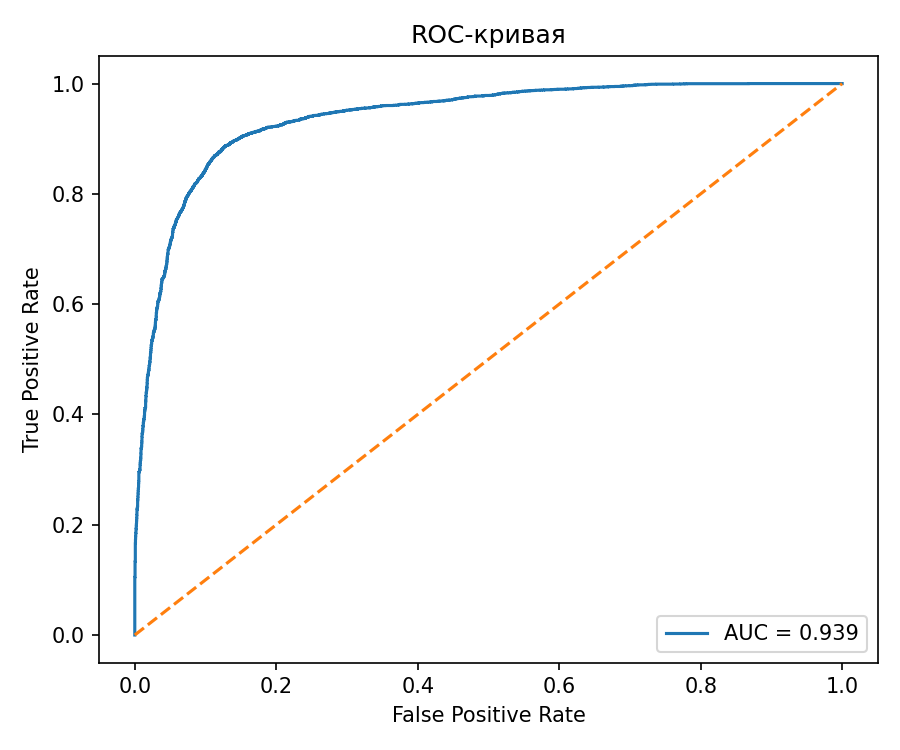 ROC-кривая
True Positive Rate
1.0
0.8
0.6
0.4
0.2
0.0
AUC = 0.939
0.0 0.2 0.4 0.6 0.8 1.0
False Positive Rate